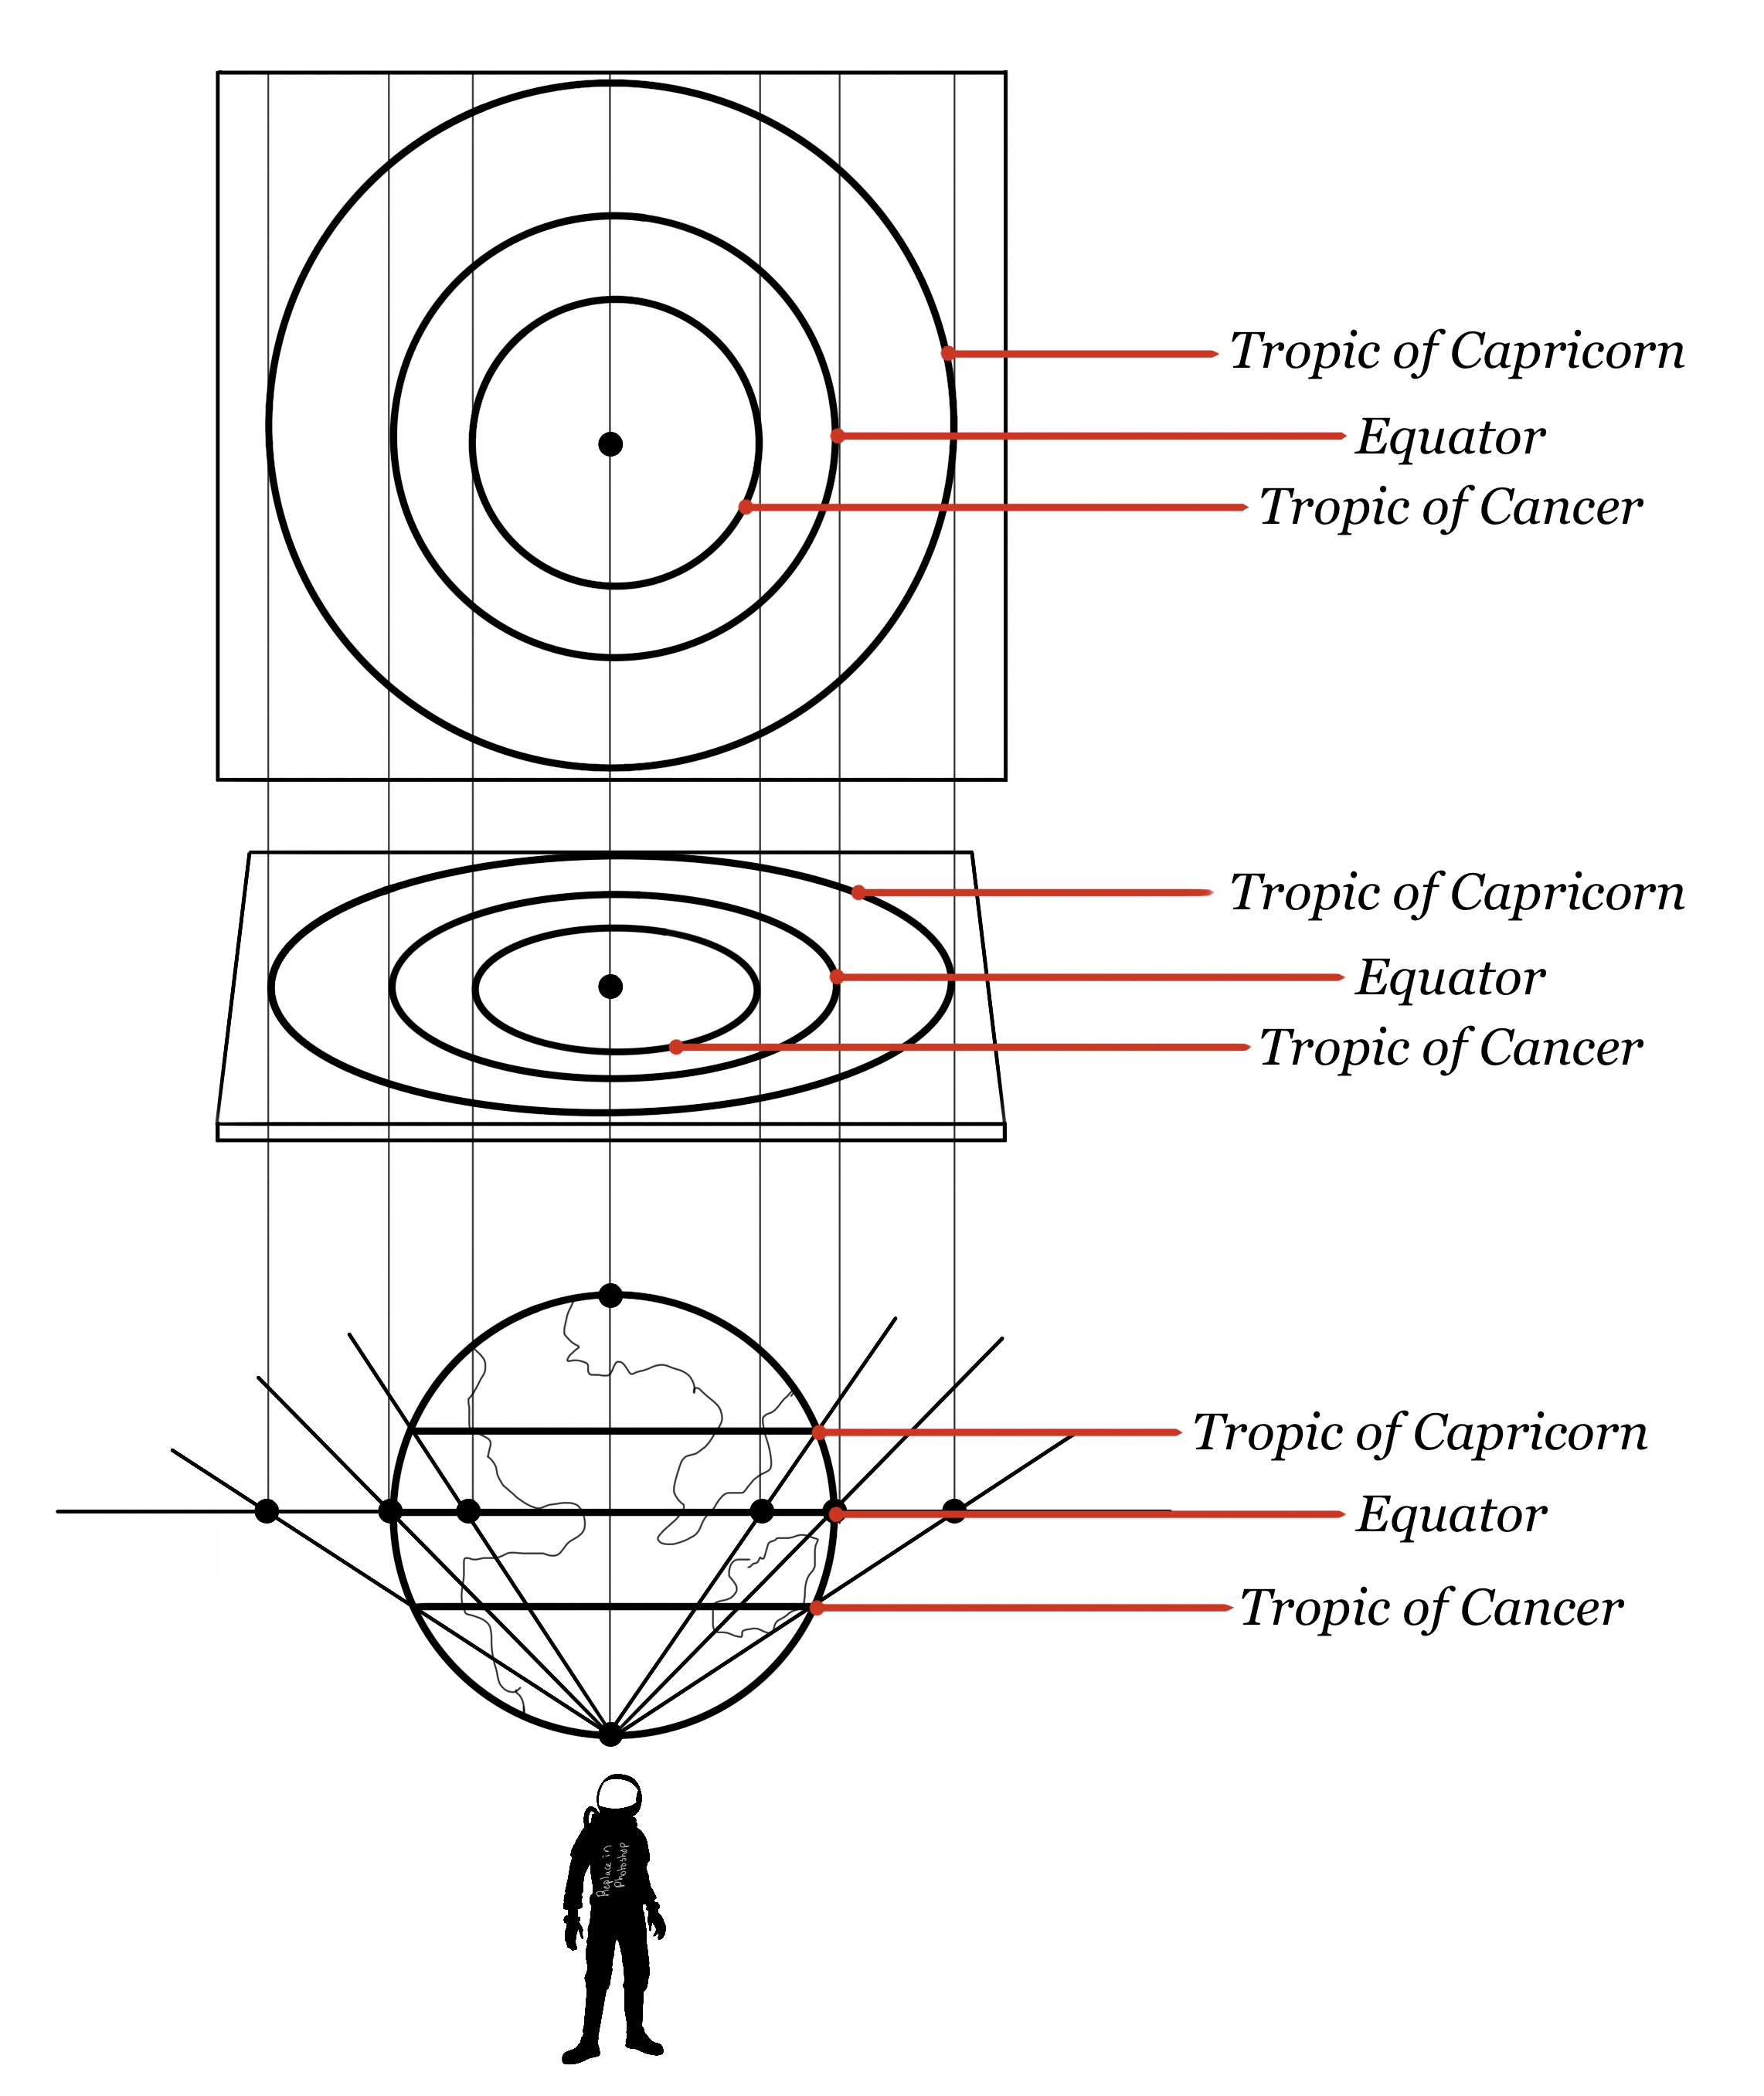 Tropic of Capricorn
Equator
Tropic of Cancer
Tropic of Capricorn
Equator
Tropic of Cancer
Tropic of Capricorn
Equator
Tropic of Cancer
Replace in
Photoshop